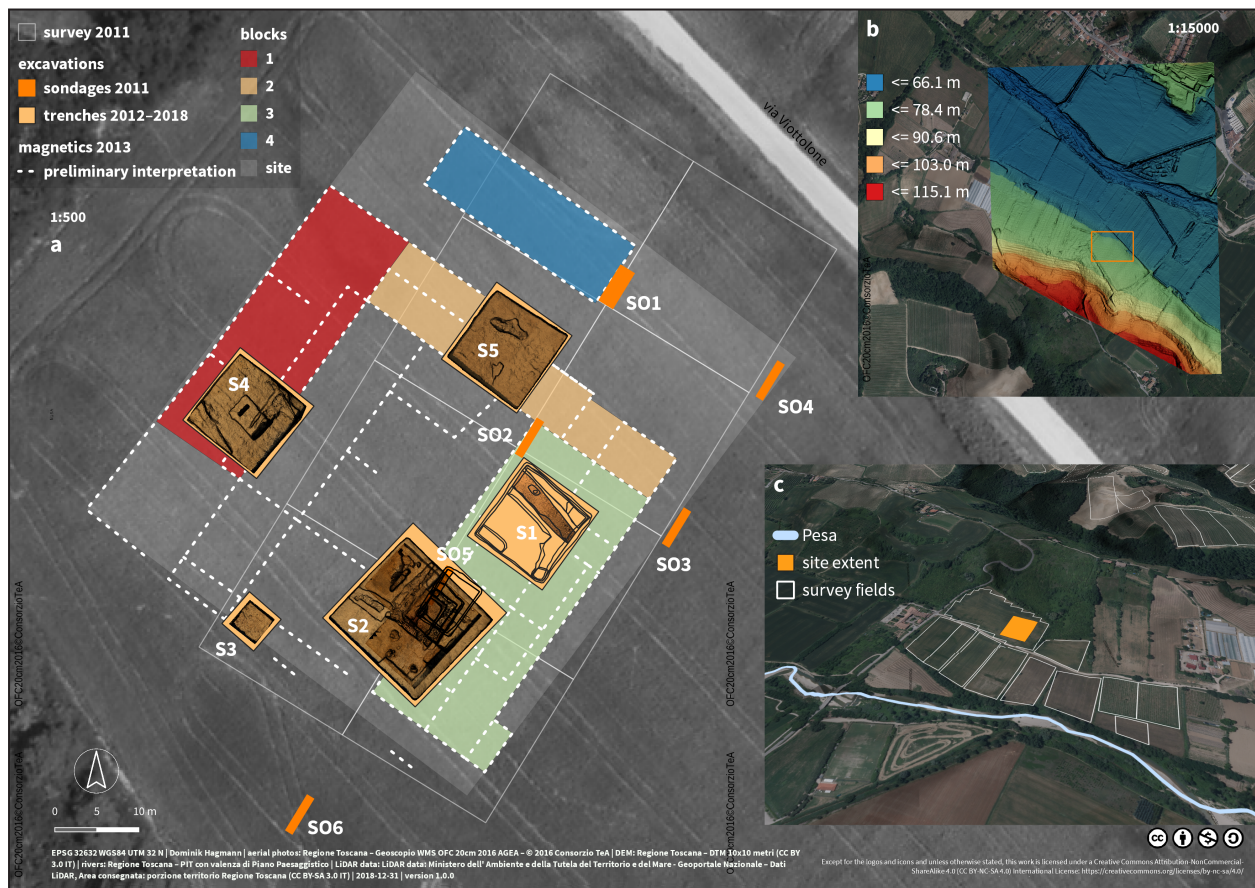 survey 2011
excavations
sondages 2011
trenches 2012–2018
magnetics 2013
preliminary interpretation
blocks
1
2
3
4
site
1:500
a
via Viottolone
SO1
S5
SO4
S4
SO2
S1
SO5
SO3
S2
S3
SO6
0 5 10 m
OFC20cm2016©ConsorzioTeA
OFC20cm2016©ConsorzioTeA
OFC20cm2016©ConsorzioTeA
OFC20cm2016©ConsorzioTeA
EPSG 32632 WGS84 UTM 32 N | Dominik Hagmann | aerial photos: Regione Toscana – Geoscopio WMS OFC 20cm 2016 AGEA – © 2016 Consorzio TeA | DEM: Regione Toscana – DTM 10x10 metri (CC BY
3.0 IT) | rivers: Regione Toscana – PIT con valenza di Piano Paesaggistico | LiDAR data: LiDAR data: Ministero dell' Ambiente e della Tutela del Territorio e del Mare - Geoportale Nazionale – Dati
LiDAR, Area consegnata: porzione territorio Regione Toscana (CC BY-SA 3.0 IT) | 2018-12-31 | version 1.0.0
b
1:15000
<= 66.1 m
<= 78.4 m
<= 90.6 m
<= 103.0 m
<= 115.1 m
OFC20cm2016©ConsorzioTeA
c
Pesa
site extent
survey fields
Except for the logos and icons and unless otherwise stated, this work is licensed under a Creative Commons Attribution-NonCommercial-
ShareAlike 4.0 (CC BY-NC-SA 4.0) International License: https://creativecommons.org/licenses/by-nc-sa/4.0/